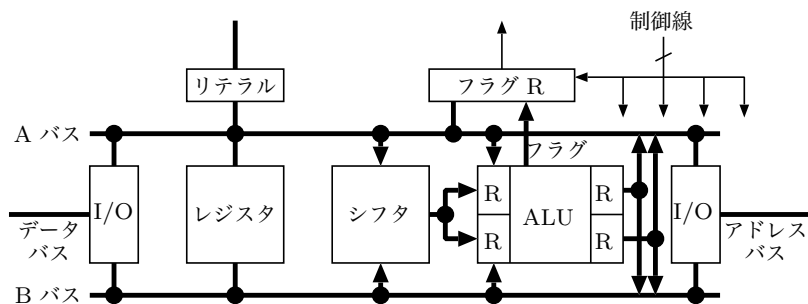 制御線
リテラル
フラグ R
A バス
フラグ
I/O
レジスタ
シフタ
R
R
ALU
R
R
I/O
データ
バス
アドレス
バス
B バス